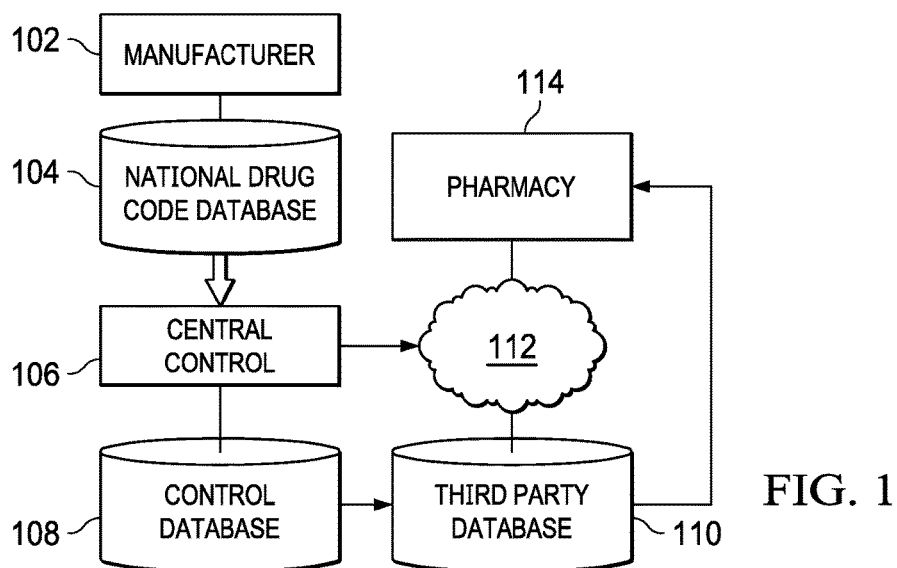 102
MANUFACTURER
114
104
NATIONAL DRUG
CODE DATABASE
PHARMACY
106
CENTRAL
CONTROL
112
108
CONTROL
DATABASE
THIRD PARTY
DATABASE
110
FIG. 1